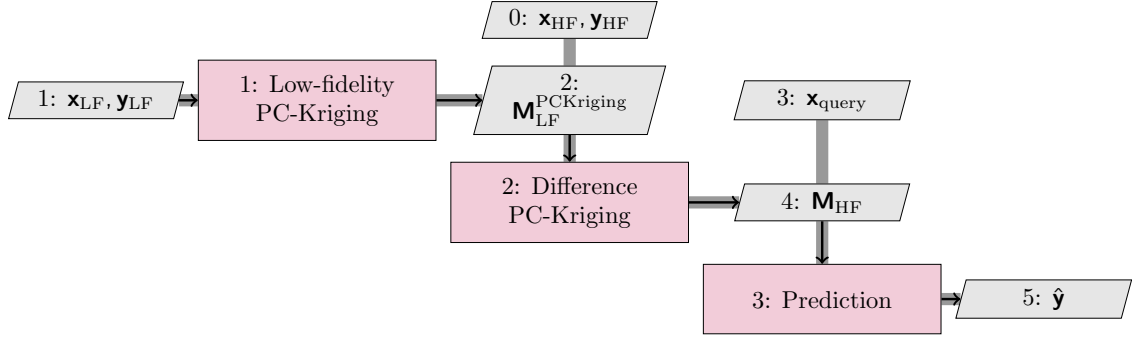 0: x_HF, y_HF
1: x_LF, y_LF
1: Low-fidelity
PC-Kriging
2:
M_LF^PCKriging
3: x_query
2: Difference
PC-Kriging
4: M_HF
3: Prediction
5: ŷ